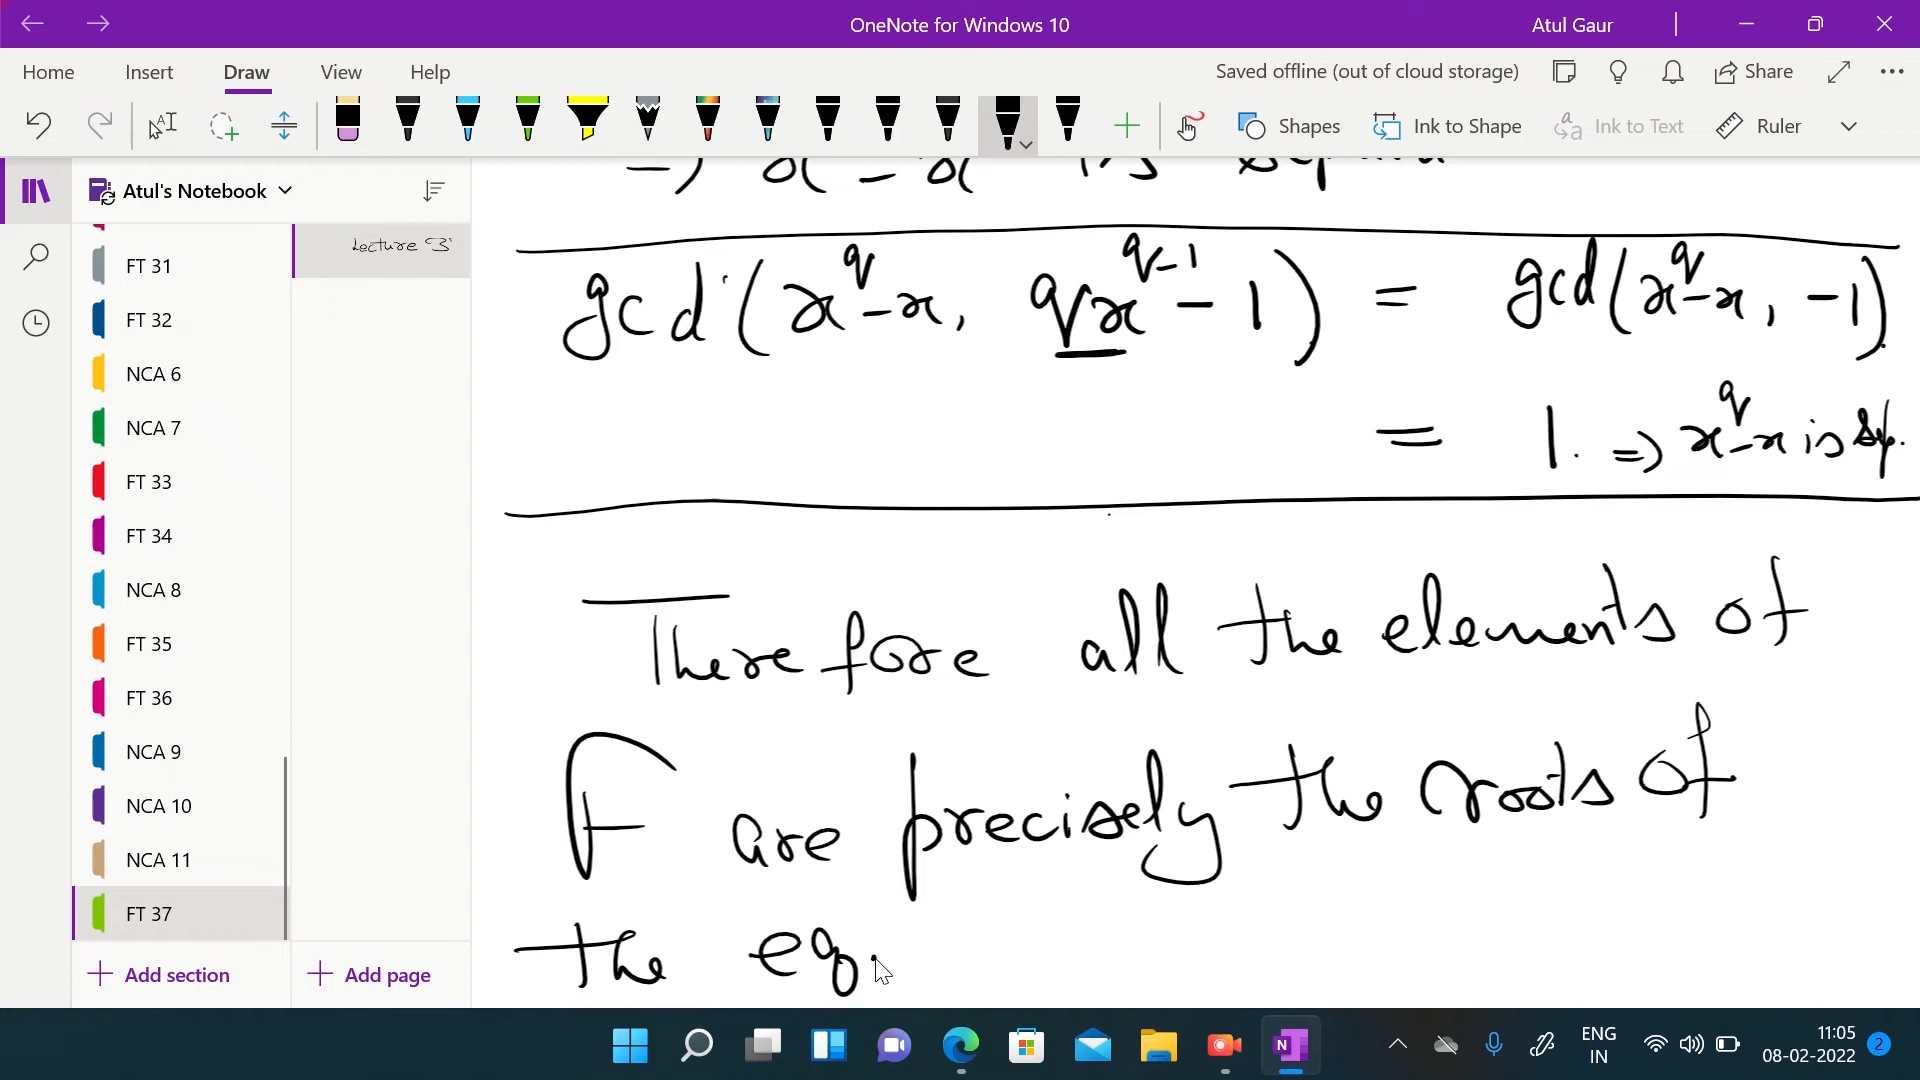 OneNote for Windows 10
Atul Gaur
Home Insert Draw View Help
Saved offline (out of cloud storage)
Share
Shapes
Ink to Shape
Ink to Text
Ruler
Atul's Notebook
Lecture 3
FT 31
FT 32
NCA 6
NCA 7
FT 33
FT 34
NCA 8
FT 35
FT 36
NCA 9
NCA 10
NCA 11
FT 37
Add section
Add page
gcd(x^q-x, qx^{q-1}-1) = gcd(x^q-x, -1)
= 1. => x^q-x is sep.
Therefore all the elements of
F are precisely the roots of
the eq.
ENG
IN
11:05
08-02-2022
2